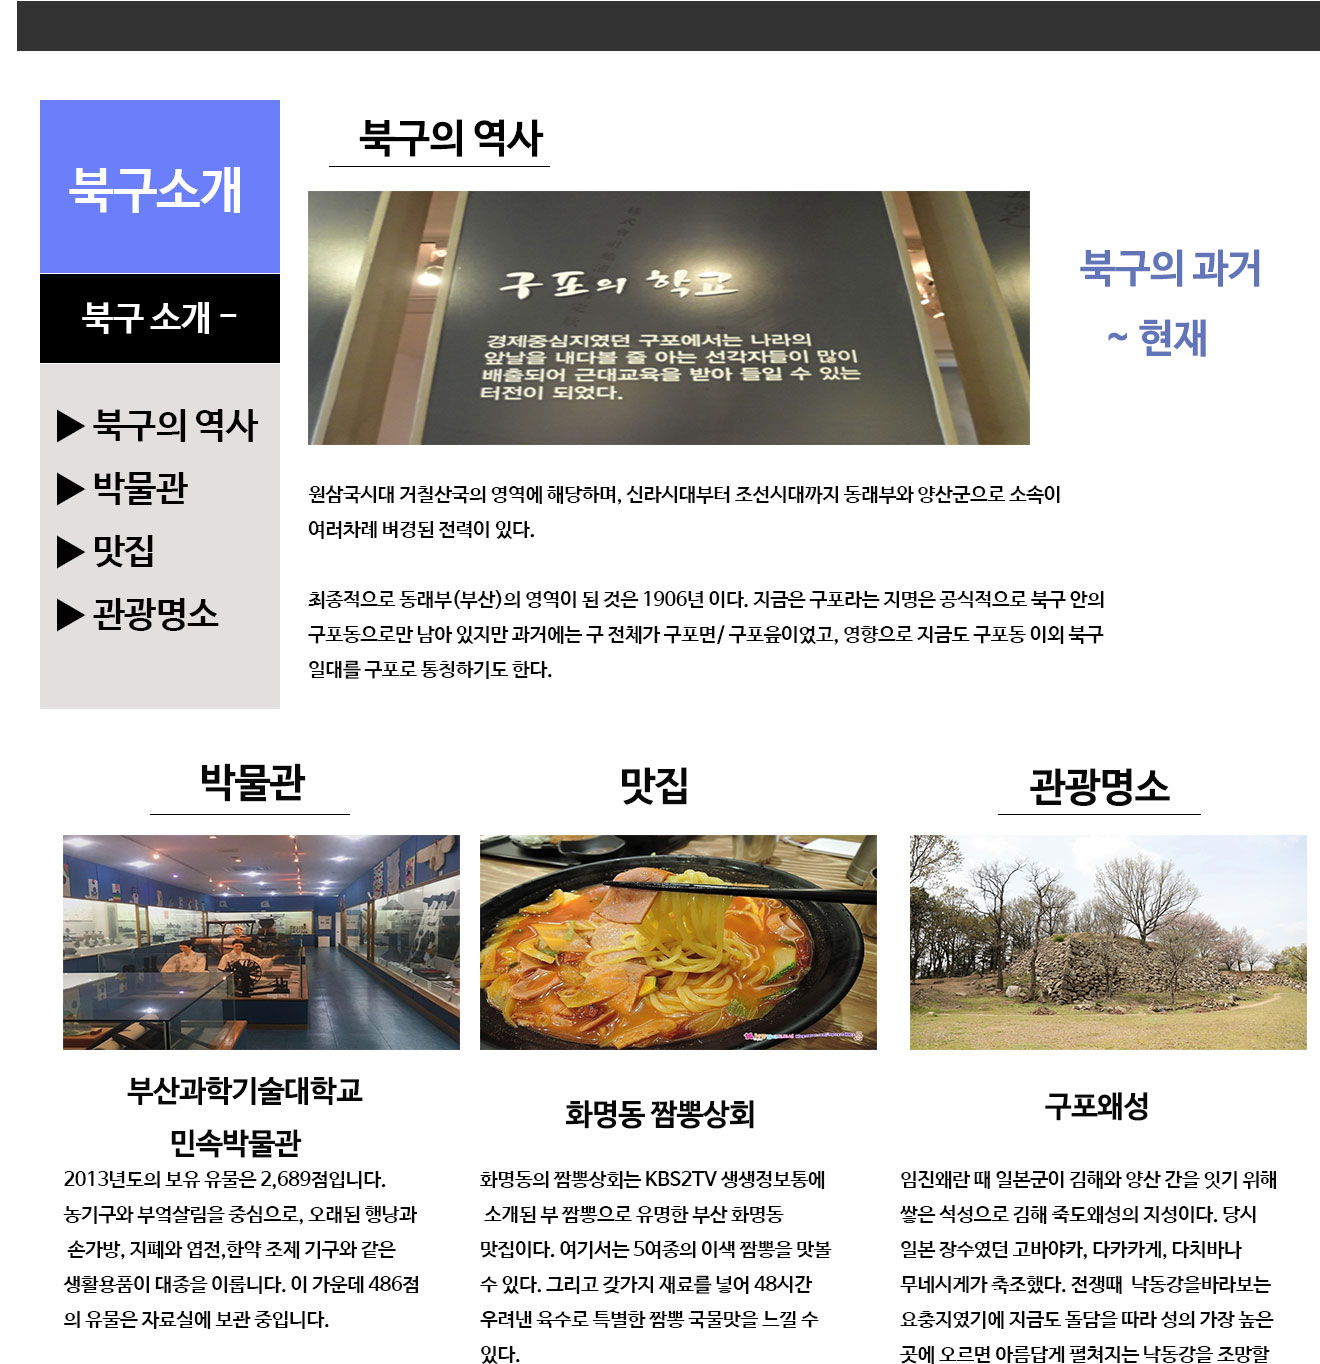 북구소개
북구 소개 -
▶ 북구의 역사
▶ 박물관
▶ 맛집
▶ 관광명소
북구의 역사
구포의 학교
경제중심지였던 구포에서는 나라의
앞날을 내다볼 줄 아는 선각자들이 많이
배출되어 근대교육을 받아 들일 수 있는
터전이 되었다.
북구의 과거
~ 현재
원삼국시대 거칠산국의 영역에 해당하며, 신라시대부터 조선시대까지 동래부와 양산군으로 소속이
여러차례 벼경된 전력이 있다.
최종적으로 동래부(부산)의 영역이 된 것은 1906년 이다. 지금은 구포라는 지명은 공식적으로 북구 안의
구포동으로만 남아 있지만 과거에는 구 전체가 구포면/ 구포읖이었고, 영향으로 지금도 구포동 이외 북구
일대를 구포로 통칭하기도 한다.
박물관
부산과학기술대학교
민속박물관
2013년도의 보유 유물은 2,689점입니다.
농기구와 부엌살림을 중심으로, 오래된 행낭과
손가방, 지폐와 엽전,한약 조제 기구와 같은
생활용품이 대종을 이룹니다. 이 가운데 486점
의 유물은 자료실에 보관 중입니다.
맛집
화명동 짬뽕상회
화명동의 짬뽕상회는 KBS2TV 생생정보통에
소개된 부 짬뽕으로 유명한 부산 화명동
맛집이다. 여기서는 5여종의 이색 짬뽕을 맛볼
수 있다. 그리고 갖가지 재료를 넣어 48시간
우려낸 육수로 특별한 짬뽕 국물맛을 느낄 수
있다.
관광명소
구포왜성
임진왜란 때 일본군이 김해와 양산 간을 잇기 위해
쌓은 석성으로 김해 죽도왜성의 지성이다. 당시
일본 장수였던 고바야카, 다카카게, 다치바나
무네시게가 축조했다. 전쟁때  낙동강을바라보는
요충지였기에 지금도 돌담을 따라 성의 가장 높은
곳에 오르면 아름답게 펼쳐지는 낙동강을 조망할